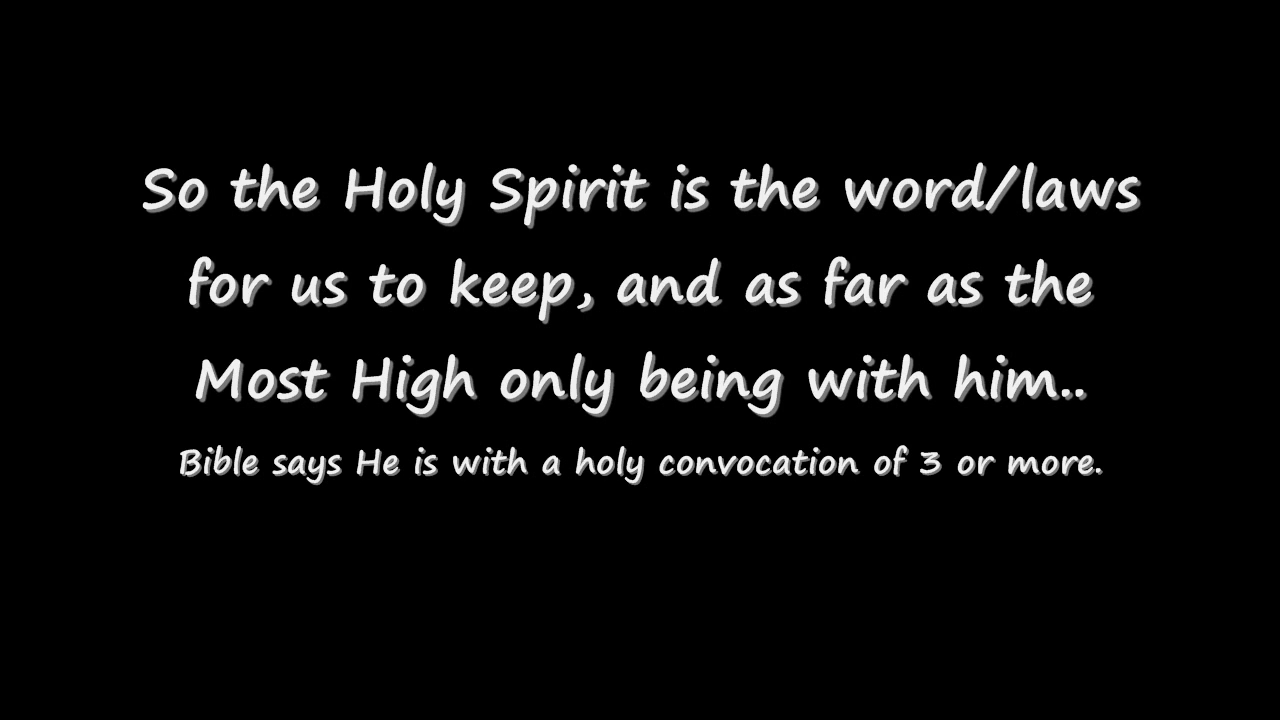 So the Holy Spirit is the word/laws
for us to keep, and as far as the
Most High only being with him..
Bible says He is with a holy convocation of 3 or more.